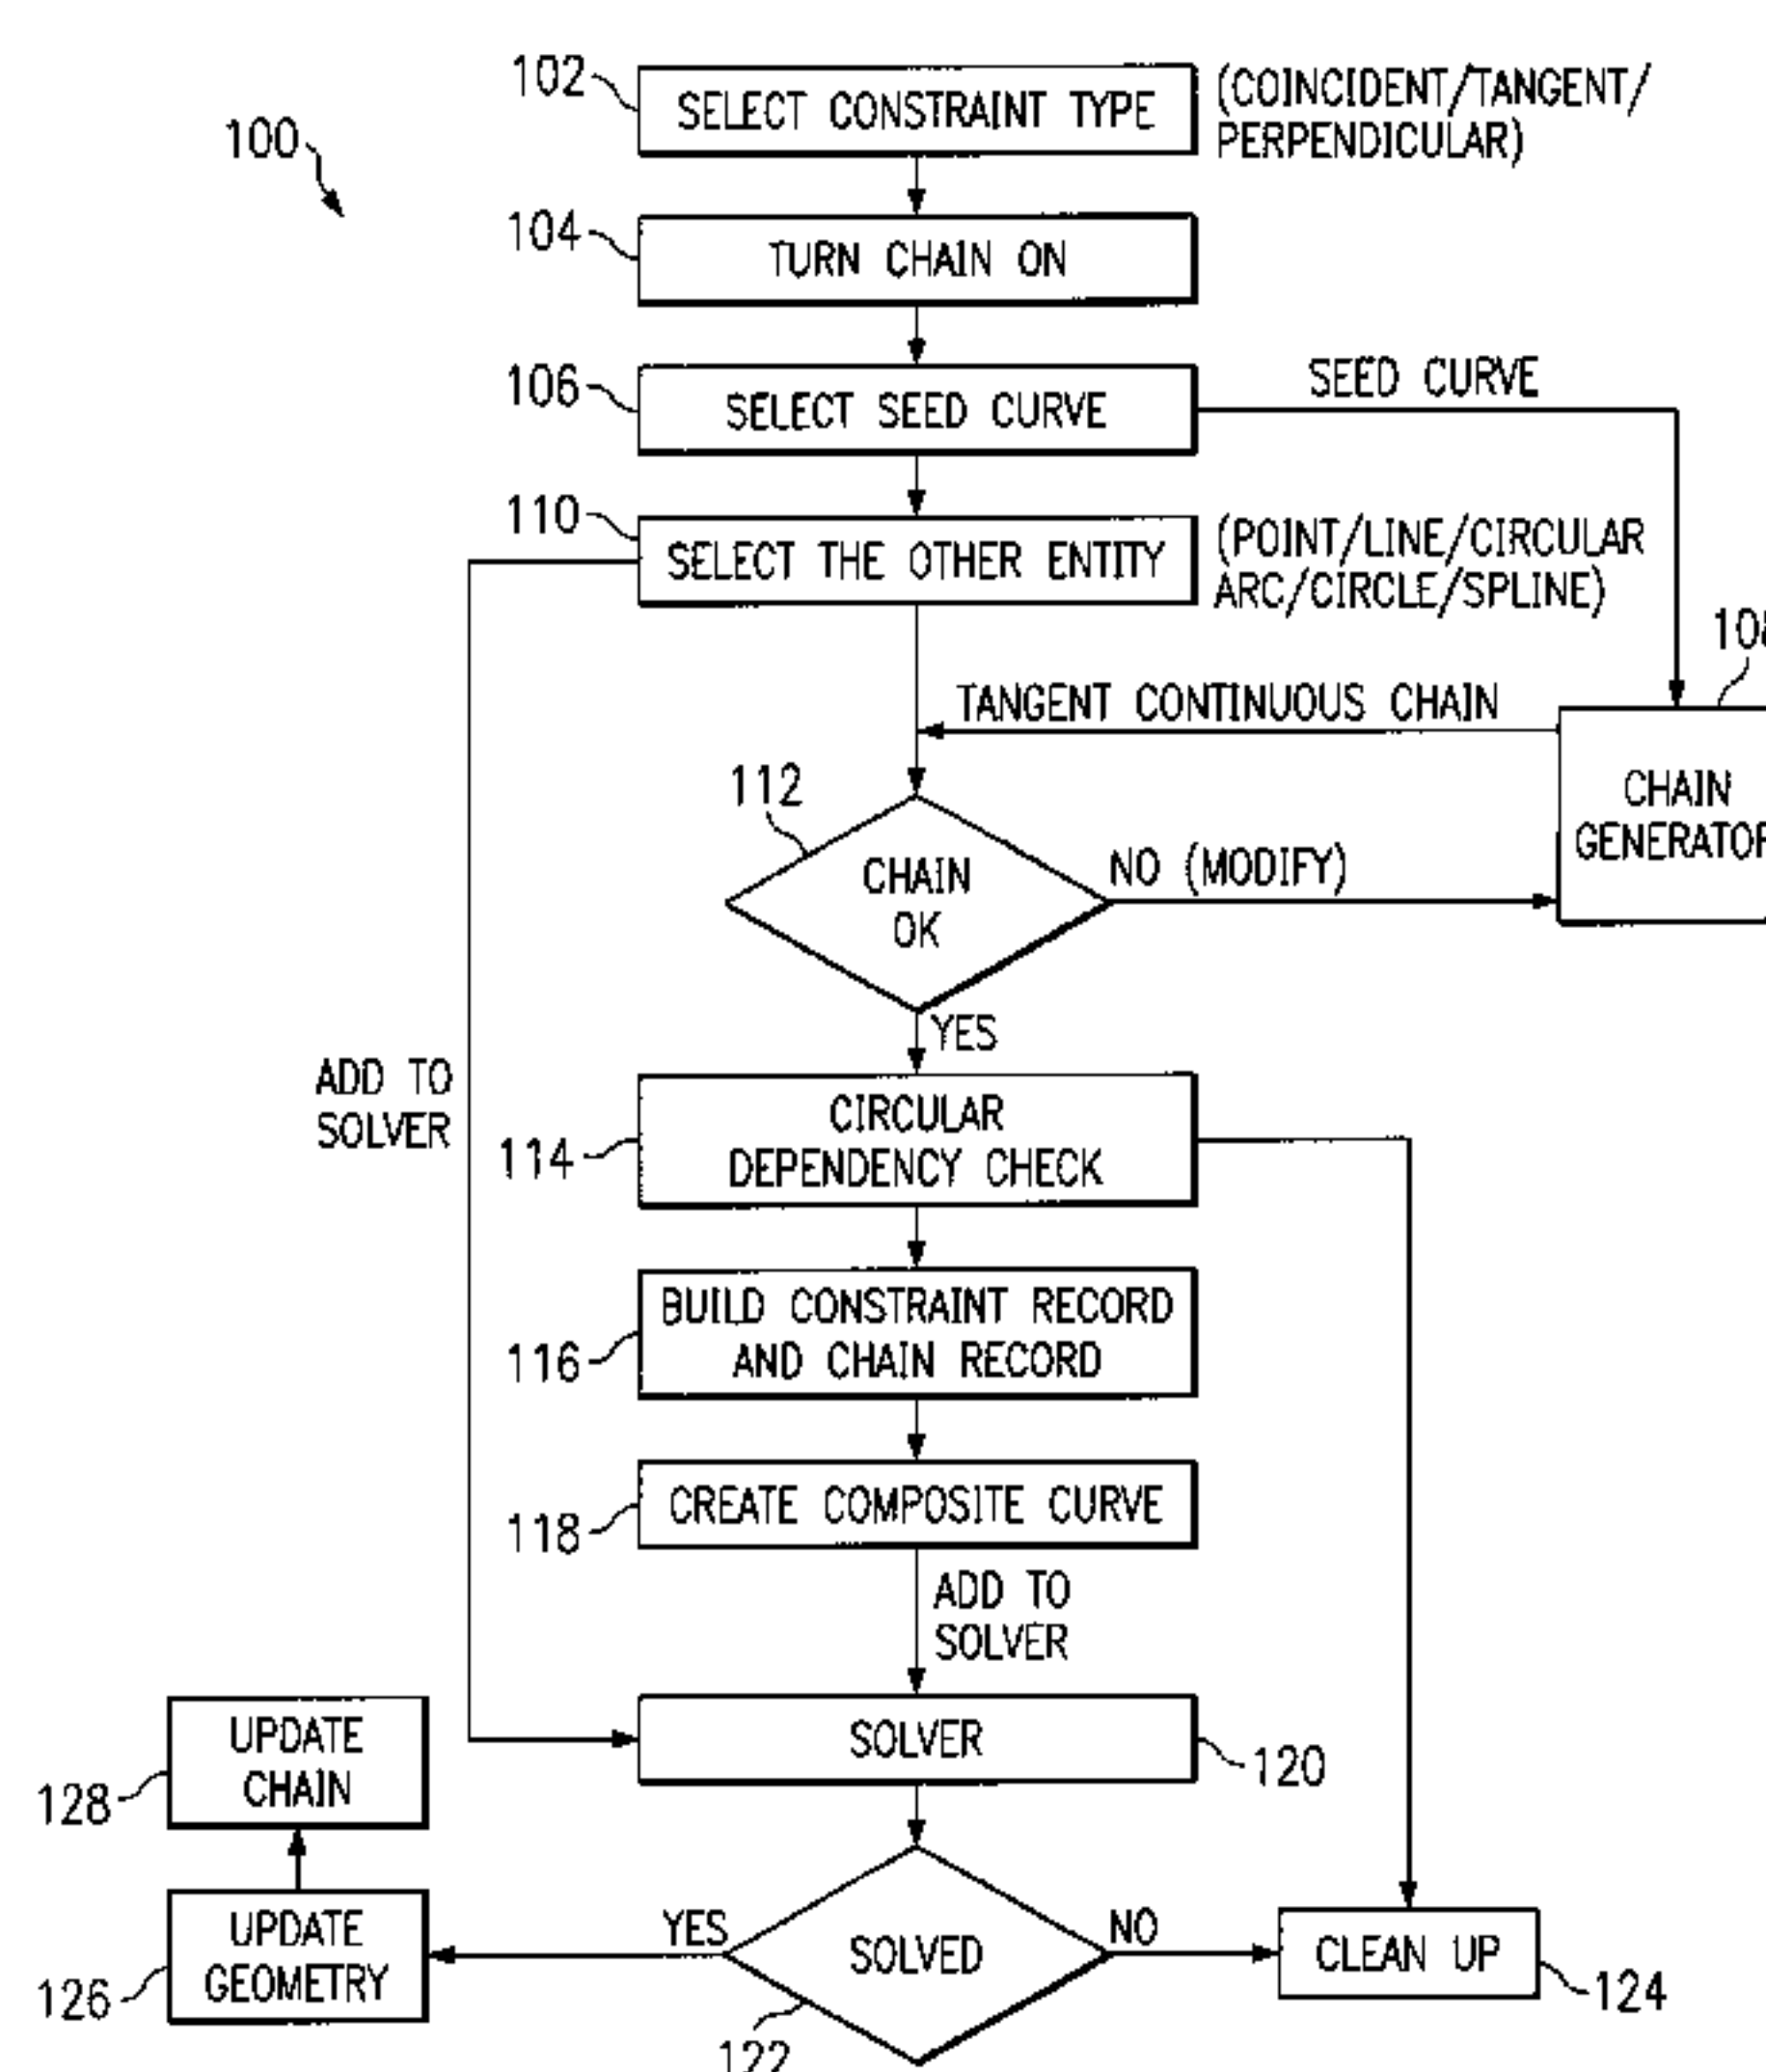 102
SELECT CONSTRAINT TYPE
(COINCIDENT/TANGENT/
PERPENDICULAR)
100
104
TURN CHAIN ON
106
SELECT SEED CURVE
SEED CURVE
110
SELECT THE OTHER ENTITY
(POINT/LINE/CIRCULAR
ARC/CIRCLE/SPLINE)
TANGENT CONTINUOUS CHAIN
CHAIN
112
CHAIN
OK
NO (MODIFY)
YES
ADD TO
SOLVER
114
CIRCULAR
DEPENDENCY CHECK
116
BUILD CONSTRAINT RECORD
AND CHAIN RECORD
118
CREATE COMPOSITE CURVE
ADD TO
SOLVER
SOLVER
120
128
UPDATE
CHAIN
126
UPDATE
GEOMETRY
YES
SOLVED
NO
122
CLEAN UP
124